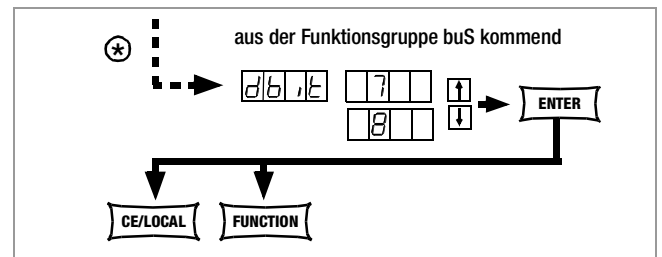 aus der Funktionsgruppe buS kommend
dbit 7
8
ENTER
CE/LOCAL FUNCTION